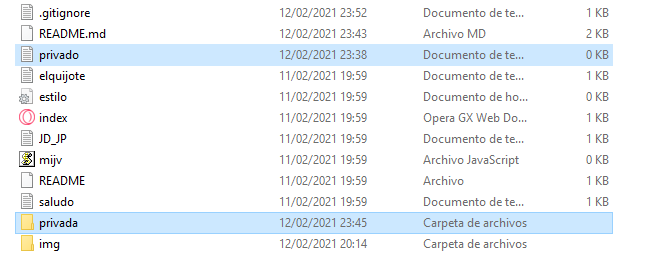 .gitignore 12/02/2021 23:52 Documento de te... 1 KB
README.md 12/02/2021 23:43 Archivo MD 2 KB
privado 12/02/2021 23:38 Documento de te... 0 KB
elquijote 11/02/2021 19:59 Documento de te... 1 KB
estilo 11/02/2021 19:59 Documento de ho... 0 KB
index 11/02/2021 19:59 Opera GX Web Do... 1 KB
JD_JP 11/02/2021 19:59 Documento de te... 1 KB
mijv 11/02/2021 19:59 Archivo JavaScript 0 KB
README 11/02/2021 19:59 Archivo 1 KB
saludo 11/02/2021 19:59 Documento de te... 1 KB
privada 12/02/2021 23:45 Carpeta de archivos
img 12/02/2021 20:14 Carpeta de archivos